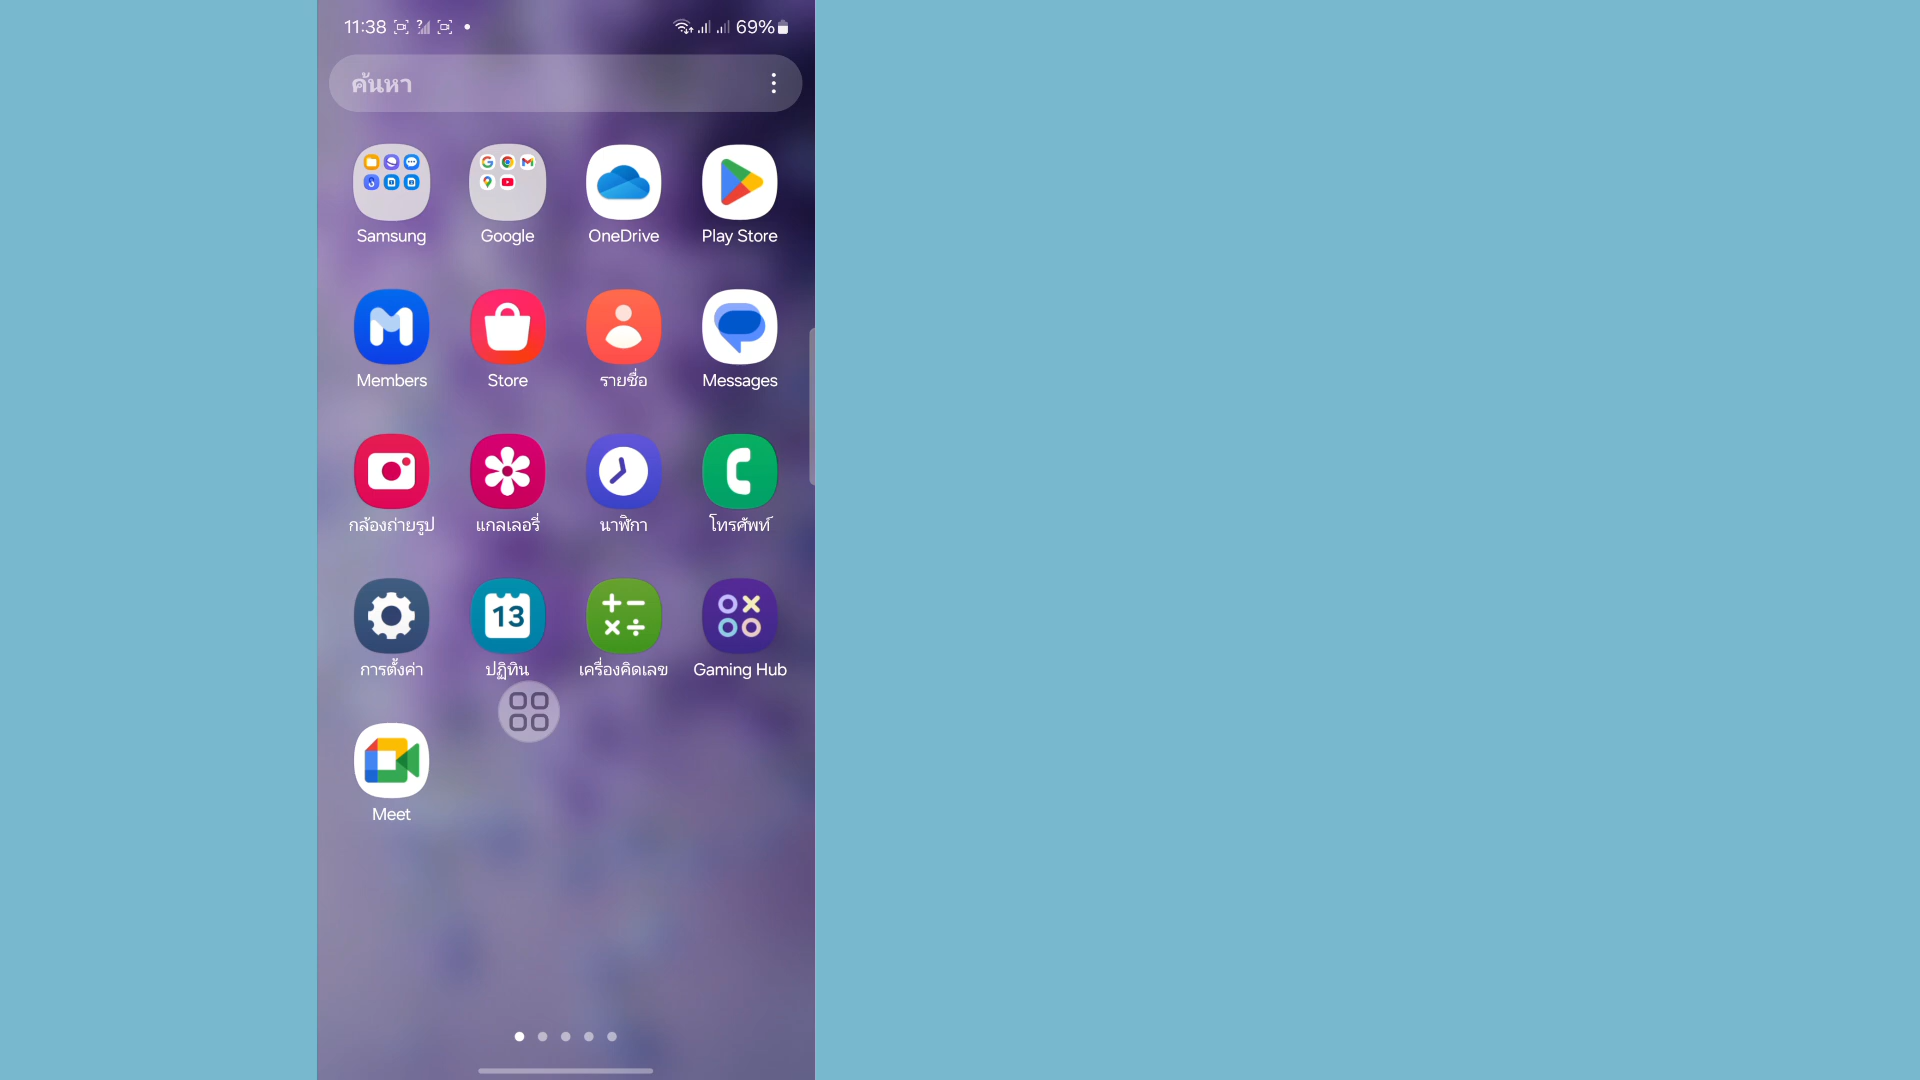 11:38
69%
ค้นหา
Samsung
Google
OneDrive
Play Store
Members
Store
รายชื่อ
Messages
กล้องถ่ายรูป
แกลเลอรี่
นาฬิกา
โทรศัพท์
13
การตั้งค่า
ปฏิทิน
เครื่องคิดเลข
Gaming Hub
Meet